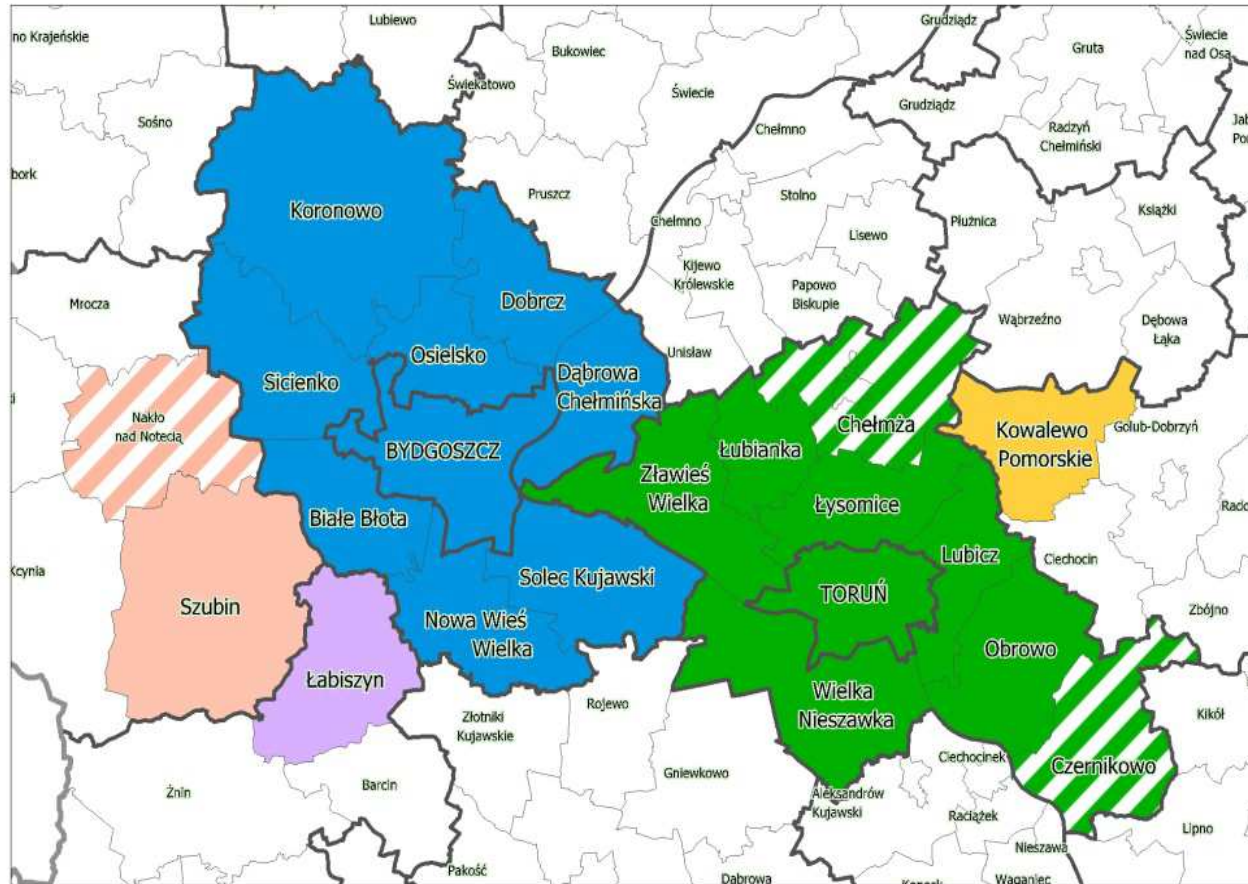 Lubiewo
Grudziądz
no Krajeńskie
Bukowiec
Gruta
Świecie
nad Osą
Świekatowo
Świecie
Grudziądz
Sośno
Chełmno
Radzyń
Chełmiński
Jab
Por
bork
Pruszcz
Stolno
Koronowo
Chełmno
Płużnica
Książki
Lisewo
Kijewo
Królewskie
Mrocza
Dobrcz
Papowo
Biskupie
Wąbrzeźno
Dębowa
Łąka
Osielsko
Unisław
Sicienko
Dąbrowa
Chełmińska
Nakło
nad Notecią
Chełmża
Kowalewo
Pomorskie
Golub-Dobrzyń
BYDGOSZCZ
Łubianka
Zławieś
Wielka
Łysomice
Białe Błota
Radc
Kcynia
Lubicz
Ciechocin
Solec Kujawski
Szubin
TORUŃ
Zbójno
Nowa Wieś
Wielka
Obrowo
Łabiszyn
Wielka
Nieszawka
Rojewo
Kikół
Złotniki
Kujawskie
Ciechocinek
Gniewkowo
Czernikowo
Żnin
Barcin
Aleksandrów
Kujawski
Raciążek
Lipno
Nieszawa
Pakość
Dąbrowa
Waganiec